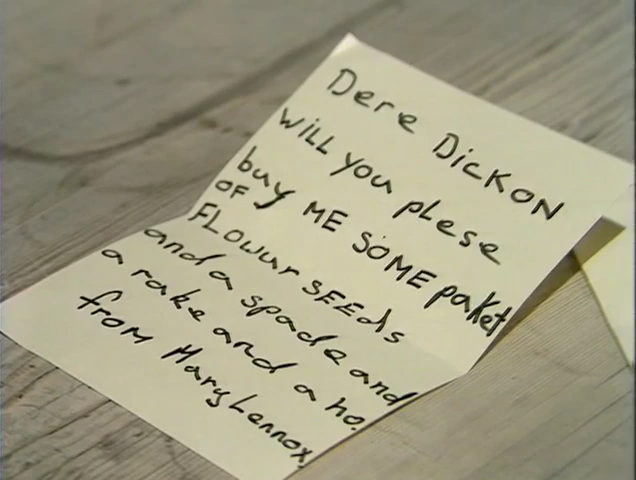 Dere DickoN
will you plese
buy ME SOME paket
OF
FLowur SEEds
and a spade and
a rake and a ho.
from Mary Lennox